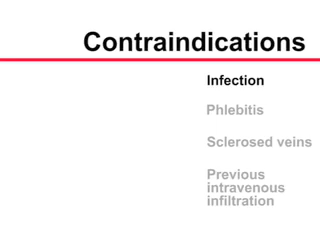 Contraindications
Infection
Phlebitis
Sclerosed veins
Previous
intravenous
infiltration